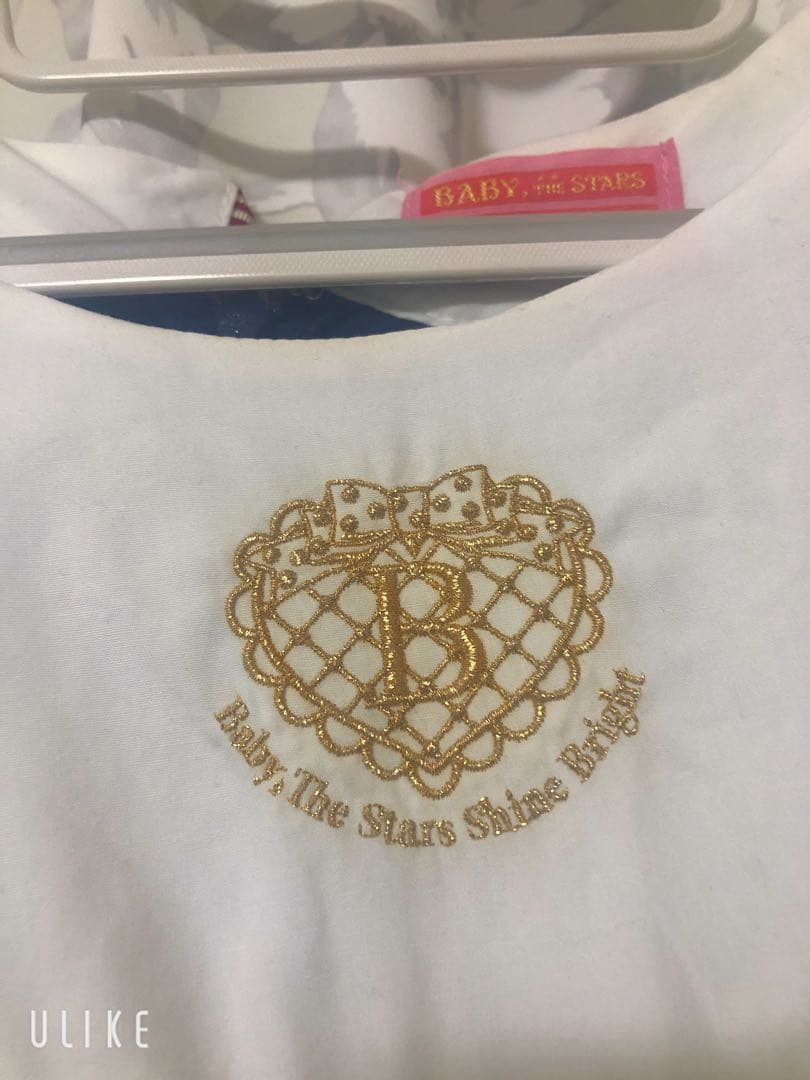 BABY, THE STARS
B
Baby, The Stars Shine Bright
ULIKE